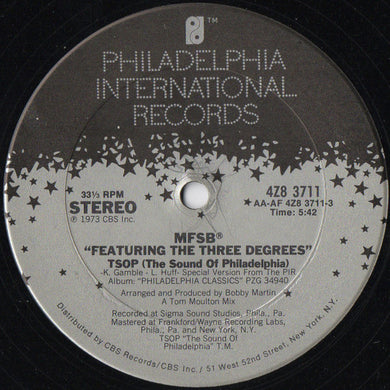 PHILADELPHIA
INTERNATIONAL
RECORDS
™
33⅓ RPM
STEREO
℗ 1973 CBS Inc.
4Z8 3711
AA-AF 4Z8 3711-3
Time: 5:42
MFSB®
"FEATURING THE THREE DEGREES"
TSOP (The Sound Of Philadelphia)
-K. Gamble - L. Huff- Special Version From The PIR
Album: "PHILADELPHIA CLASSICS" PZG 34940
Arranged and Produced by Bobby Martin
A Tom Moulton Mix
Recorded at Sigma Sound Studios, Phila., Pa.
Mastered at Frankford/Wayne Recording Labs,
Phila., Pa. and New York, N.Y.
TSOP "The Sound Of
Philadelphia" T.M.
Distributed by CBS Records/CBS Inc. / 51 West 52nd Street, New York, N.Y.